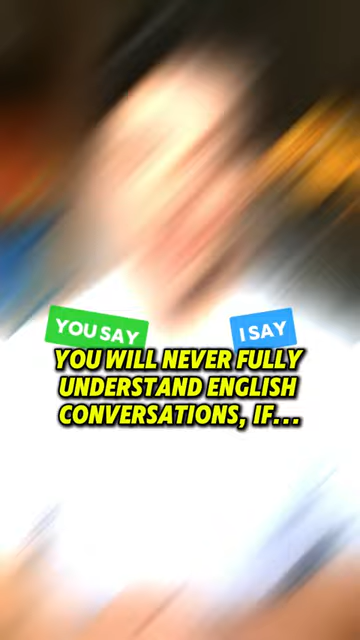 YOU SAY
I SAY
YOU WILL NEVER FULLY
UNDERSTAND ENGLISH
CONVERSATIONS, IF...